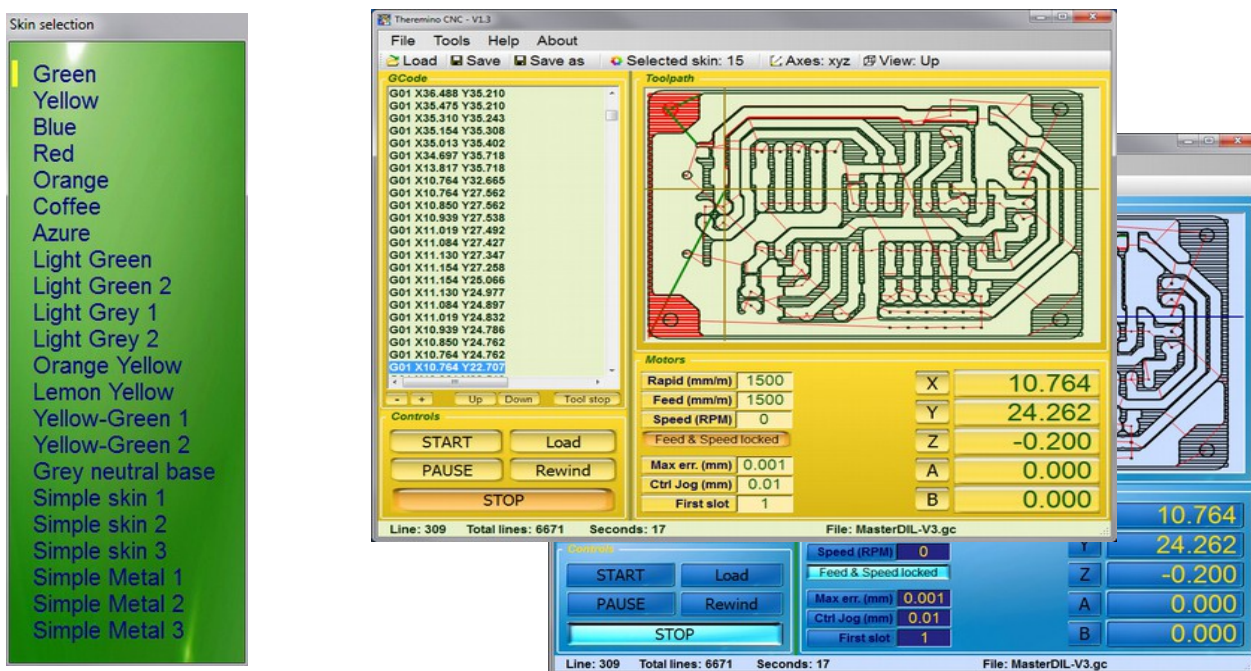 Skin selection
Green
Yellow
Blue
Red
Orange
Coffee
Azure
Light Green
Light Green 2
Light Grey 1
Light Grey 2
Orange Yellow
Lemon Yellow
Yellow-Green 1
Yellow-Green 2
Grey neutral base
Simple skin 1
Simple skin 2
Simple skin 3
Simple Metal 1
Simple Metal 2
Simple Metal 3
Theremino CNC - V1.3
File Tools Help About
Load Save Save as Selected skin: 15 Axes: xyz View: Up
GCode
G01 X36.488 Y35.210
G01 X35.475 Y35.210
G01 X35.310 Y35.243
G01 X35.154 Y35.308
G01 X35.013 Y35.402
G01 X34.697 Y35.718
G01 X13.817 Y35.718
G01 X10.764 Y32.665
G01 X10.764 Y27.562
G01 X10.850 Y27.562
G01 X10.939 Y27.538
G01 X11.019 Y27.492
G01 X11.084 Y27.427
G01 X11.130 Y27.347
G01 X11.154 Y27.258
G01 X11.154 Y25.066
G01 X11.130 Y24.977
G01 X11.084 Y24.897
G01 X11.019 Y24.832
G01 X10.939 Y24.786
G01 X10.850 Y24.762
G01 X10.764 Y24.762
G01 X10.764 Y22.707
- + Up Down Tool stop
Controls
START Load
PAUSE Rewind
STOP
Toolpath
Motors
Rapid (mm/m) 1500
Feed (mm/m) 1500
Speed (RPM) 0
Feed & Speed locked
Max err. (mm) 0.001
Ctrl Jog (mm) 0.01
First slot 1
X 10.764
Y 24.262
Z -0.200
A 0.000
B 0.000
Line: 309 Total lines: 6671 Seconds: 17 File: MasterDIL-V3.gc
Controls
START Load
PAUSE Rewind
STOP
Speed (RPM) 0
Feed & Speed locked
Max err. (mm) 0.001
Ctrl Jog (mm) 0.01
First slot 1
10.764
Y 24.262
Z -0.200
A 0.000
B 0.000
Line: 309 Total lines: 6671 Seconds: 17 File: MasterDIL-V3.gc